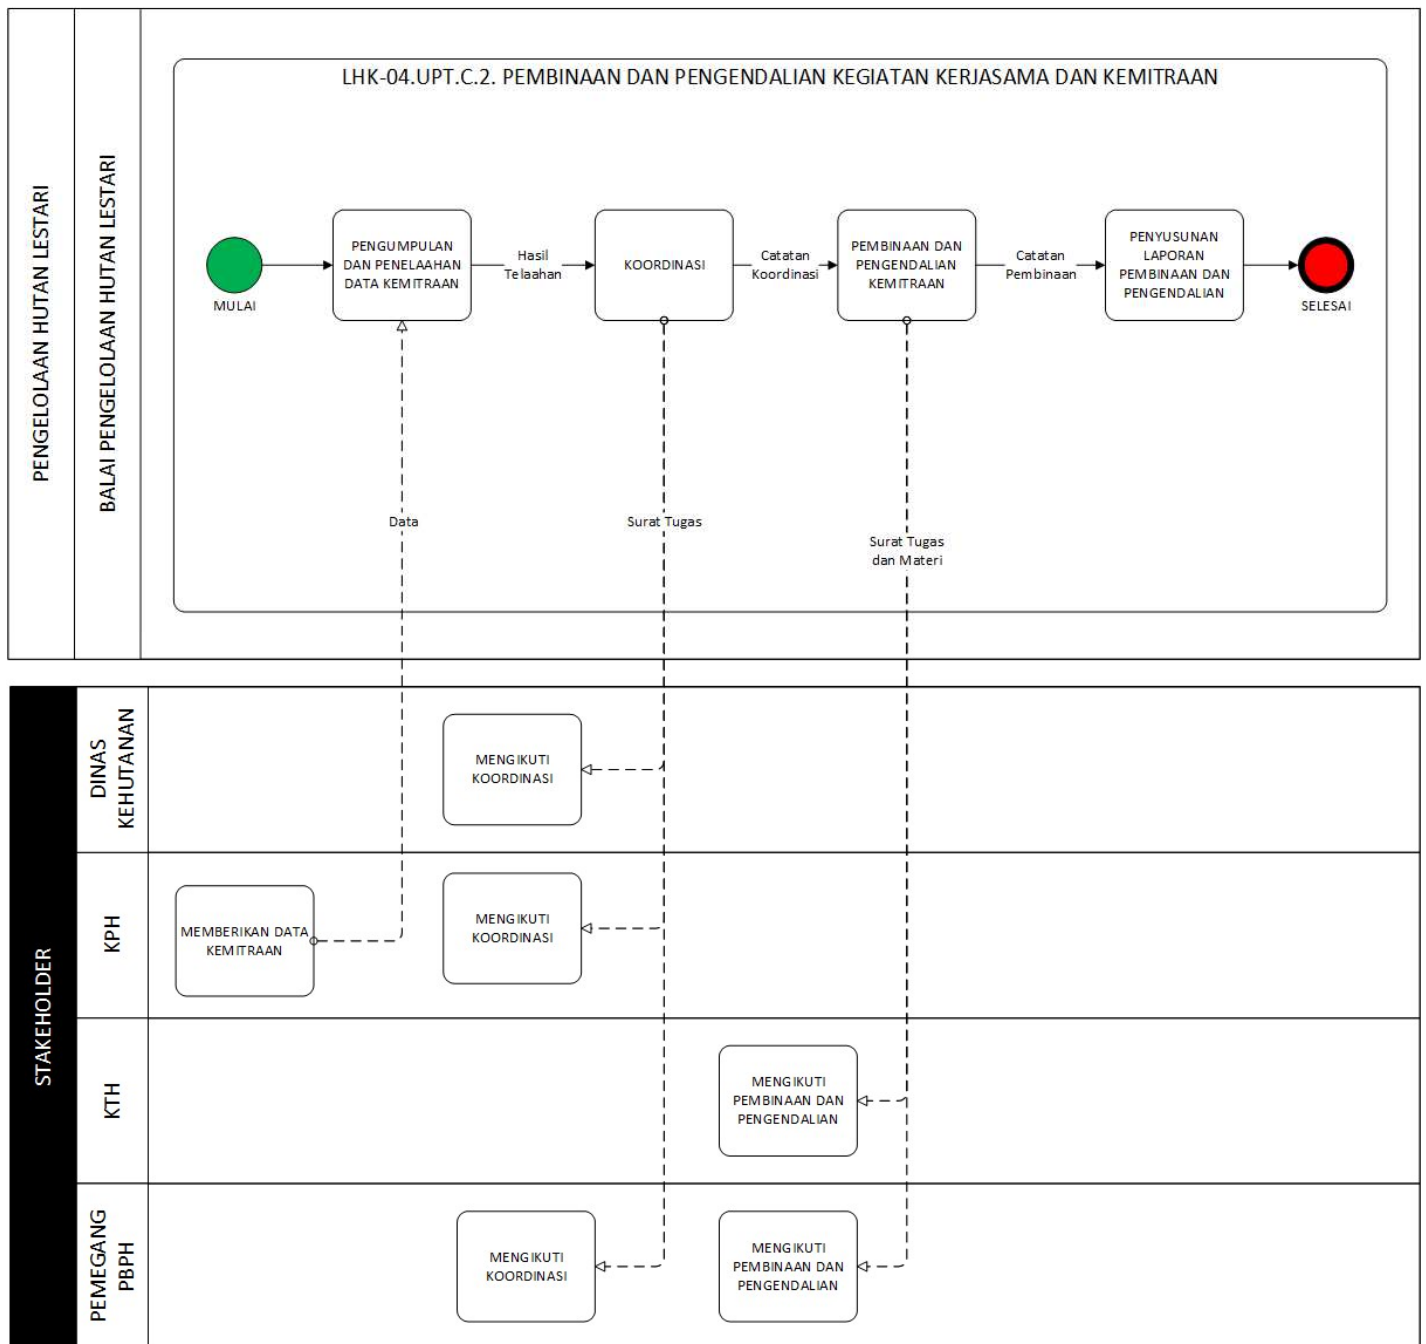 PENGELOLAAN HUTAN LESTARI
BALAI PENGELOLAAN HUTAN LESTARI
LHK-04.UPT.C.2. PEMBINAAN DAN PENGENDALIAN KEGIATAN KERJASAMA DAN KEMITRAAN
MULAI
PENGUMPULAN
DAN PENELAAHAN
DATA KEMITRAAN
Hasil
Telaahan
KOORDINASI
Catatan
Koordinasi
PEMBINAAN DAN
PENGENDALIAN
KEMITRAAN
Catatan
Pembinaan
PENYUSUNAN
LAPORAN
PEMBINAAN DAN
PENGENDALIAN
SELESAI
Data
Surat Tugas
Surat Tugas
dan Materi
STAKEHOLDER
DINAS
KEHUTANAN
MENGIKUTI
KOORDINASI
KPH
MEMBERIKAN DATA
KEMITRAAN
MENGIKUTI
KOORDINASI
KTH
MENGIKUTI
PEMBINAAN DAN
PENGENDALIAN
PEMEGANG
PBPH
MENGIKUTI
KOORDINASI
MENGIKUTI
PEMBINAAN DAN
PENGENDALIAN